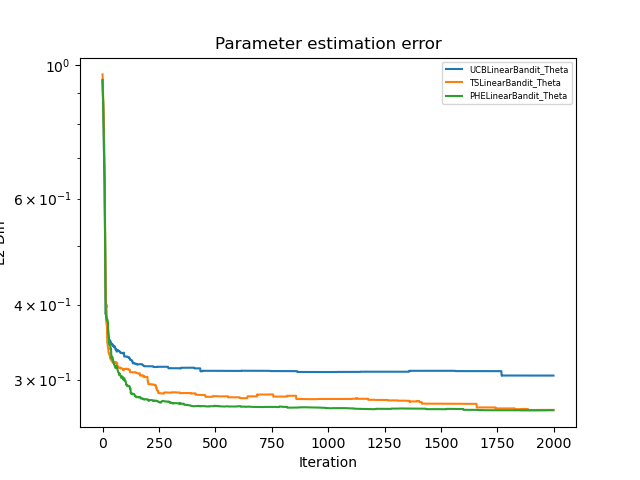 Parameter estimation error
UCBLinearBandit_Theta
TSLinearBandit_Theta
PHELinearBandit_Theta
10⁰
6 × 10⁻¹
4 × 10⁻¹
3 × 10⁻¹
0 250 500 750 1000 1250 1500 1750 2000
Iteration